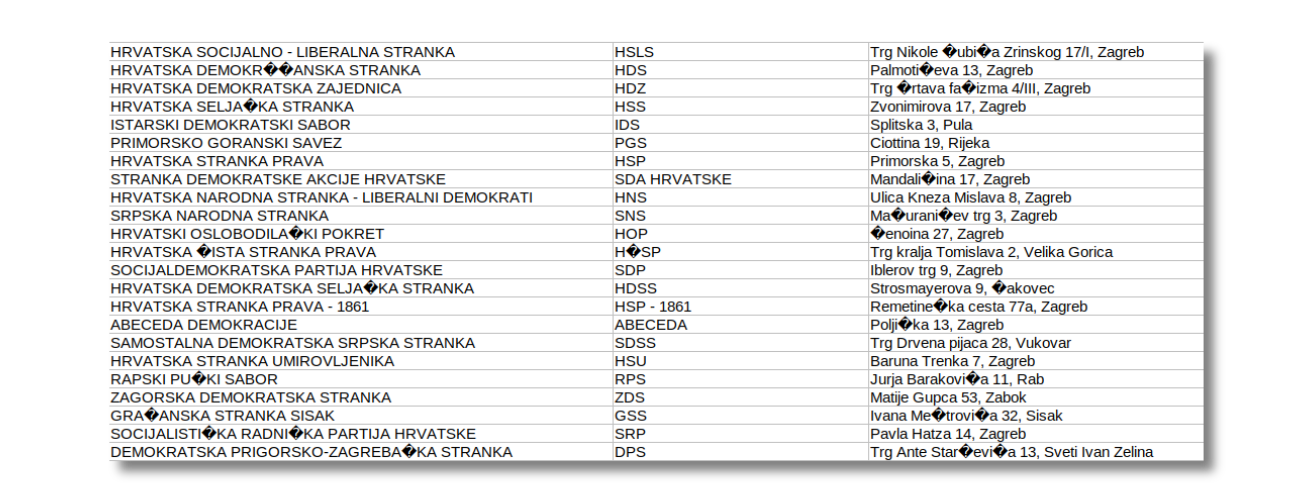 HRVATSKA SOCIJALNO - LIBERALNA STRANKA HSLS Trg Nikole �ubi�a Zrinskog 17/I, Zagreb
HRVATSKA DEMOKR��ANSKA STRANKA HDS Palmoti�eva 13, Zagreb
HRVATSKA DEMOKRATSKA ZAJEDNICA HDZ Trg �rtava fa�izma 4/III, Zagreb
HRVATSKA SELJA�KA STRANKA HSS Zvonimirova 17, Zagreb
ISTARSKI DEMOKRATSKI SABOR IDS Splitska 3, Pula
PRIMORSKO GORANSKI SAVEZ PGS Ciottina 19, Rijeka
HRVATSKA STRANKA PRAVA HSP Primorska 5, Zagreb
STRANKA DEMOKRATSKE AKCIJE HRVATSKE SDA HRVATSKE Mandali�ina 17, Zagreb
HRVATSKA NARODNA STRANKA - LIBERALNI DEMOKRATI HNS Ulica Kneza Mislava 8, Zagreb
SRPSKA NARODNA STRANKA SNS Ma�urani�ev trg 3, Zagreb
HRVATSKI OSLOBODILA�KI POKRET HOP �enoina 27, Zagreb
HRVATSKA �ISTA STRANKA PRAVA H�SP Trg kralja Tomislava 2, Velika Gorica
SOCIJALDEMOKRATSKA PARTIJA HRVATSKE SDP Iblerov trg 9, Zagreb
HRVATSKA DEMOKRATSKA SELJA�KA STRANKA HDSS Strosmayerova 9, �akovec
HRVATSKA STRANKA PRAVA - 1861 HSP - 1861 Remetine�ka cesta 77a, Zagreb
ABECEDA DEMOKRACIJE ABECEDA Polji�ka 13, Zagreb
SAMOSTALNA DEMOKRATSKA SRPSKA STRANKA SDSS Trg Drvena pijaca 28, Vukovar
HRVATSKA STRANKA UMIROVLJENIKA HSU Baruna Trenka 7, Zagreb
RAPSKI PU�KI SABOR RPS Jurja Barakovi�a 11, Rab
ZAGORSKA DEMOKRATSKA STRANKA ZDS Matije Gupca 53, Zabok
GRA�ANSKA STRANKA SISAK GSS Ivana Me�trovi�a 32, Sisak
SOCIJALISTI�KA RADNI�KA PARTIJA HRVATSKE SRP Pavla Hatza 14, Zagreb
DEMOKRATSKA PRIGORSKO-ZAGREBA�KA STRANKA DPS Trg Ante Star�evi�a 13, Sveti Ivan Zelina